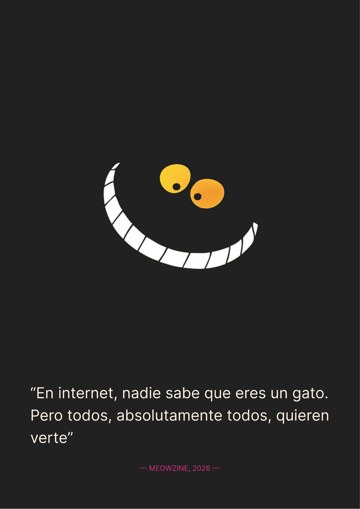 “En internet, nadie sabe que eres un gato.
Pero todos, absolutamente todos, quieren
verte”
— MEOWZINE, 2026 —